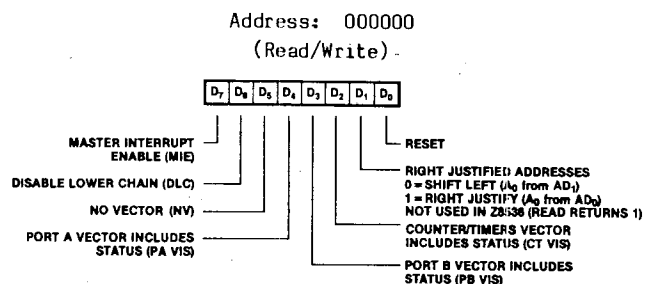 Address: 000000
(Read/Write)
D7 D6 D5 D4 D3 D2 D1 D0
MASTER INTERRUPT
ENABLE (MIE)
DISABLE LOWER CHAIN (DLC)
NO VECTOR (NV)
PORT A VECTOR INCLUDES
STATUS (PA VIS)
RESET
RIGHT JUSTIFIED ADDRESSES
0 = SHIFT LEFT (A0 from AD1)
1 = RIGHT JUSTIFY (A0 from AD0)
NOT USED IN Z8536 (READ RETURNS 1)
COUNTER/TIMERS VECTOR
INCLUDES STATUS (CT VIS)
PORT B VECTOR INCLUDES
STATUS (PB VIS)